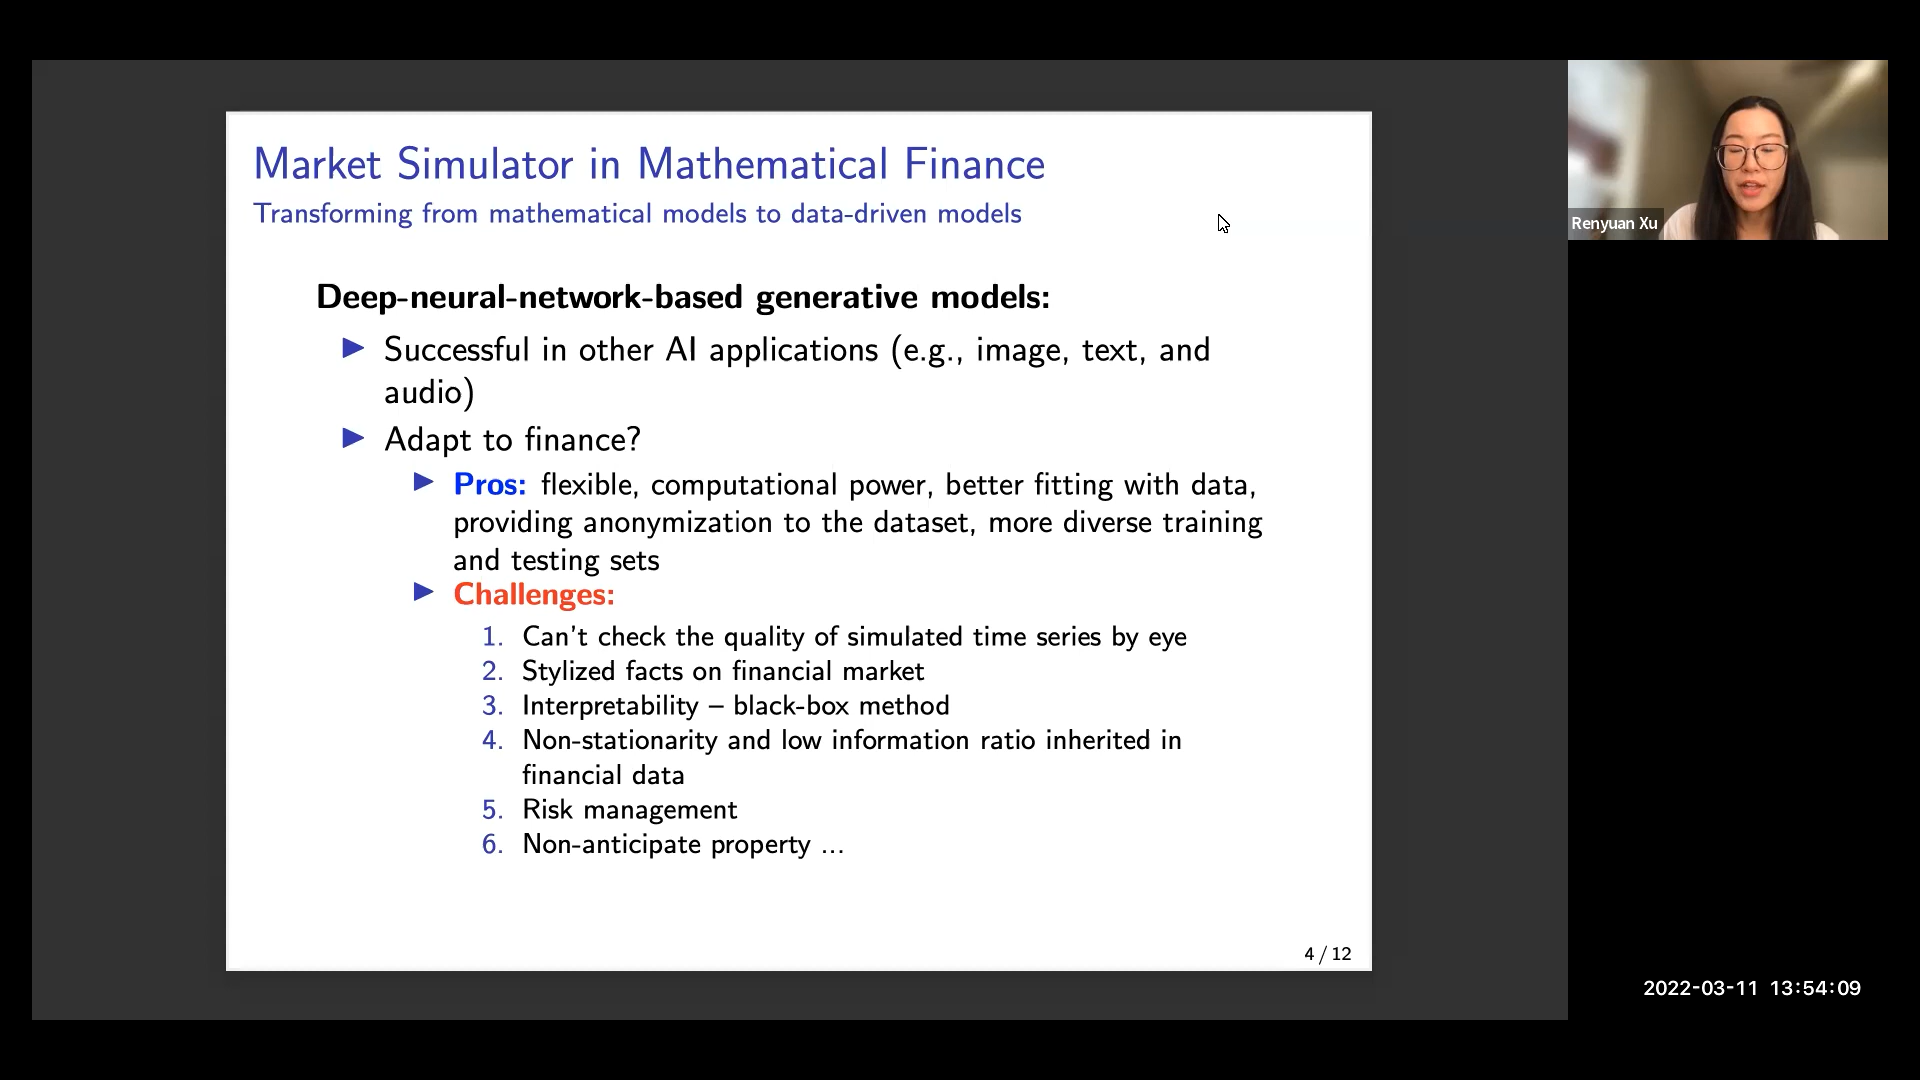 Market Simulator in Mathematical Finance
Transforming from mathematical models to data-driven models
Renyuan Xu
Deep-neural-network-based generative models:
▶ Successful in other AI applications (e.g., image, text, and
audio)
▶ Adapt to finance?
▶ Pros: flexible, computational power, better fitting with data,
providing anonymization to the dataset, more diverse training
and testing sets
▶ Challenges:
1. Can't check the quality of simulated time series by eye
2. Stylized facts on financial market
3. Interpretability – black-box method
4. Non-stationarity and low information ratio inherited in
financial data
5. Risk management
6. Non-anticipate property ...
4 / 12
2022-03-11 13:54:09